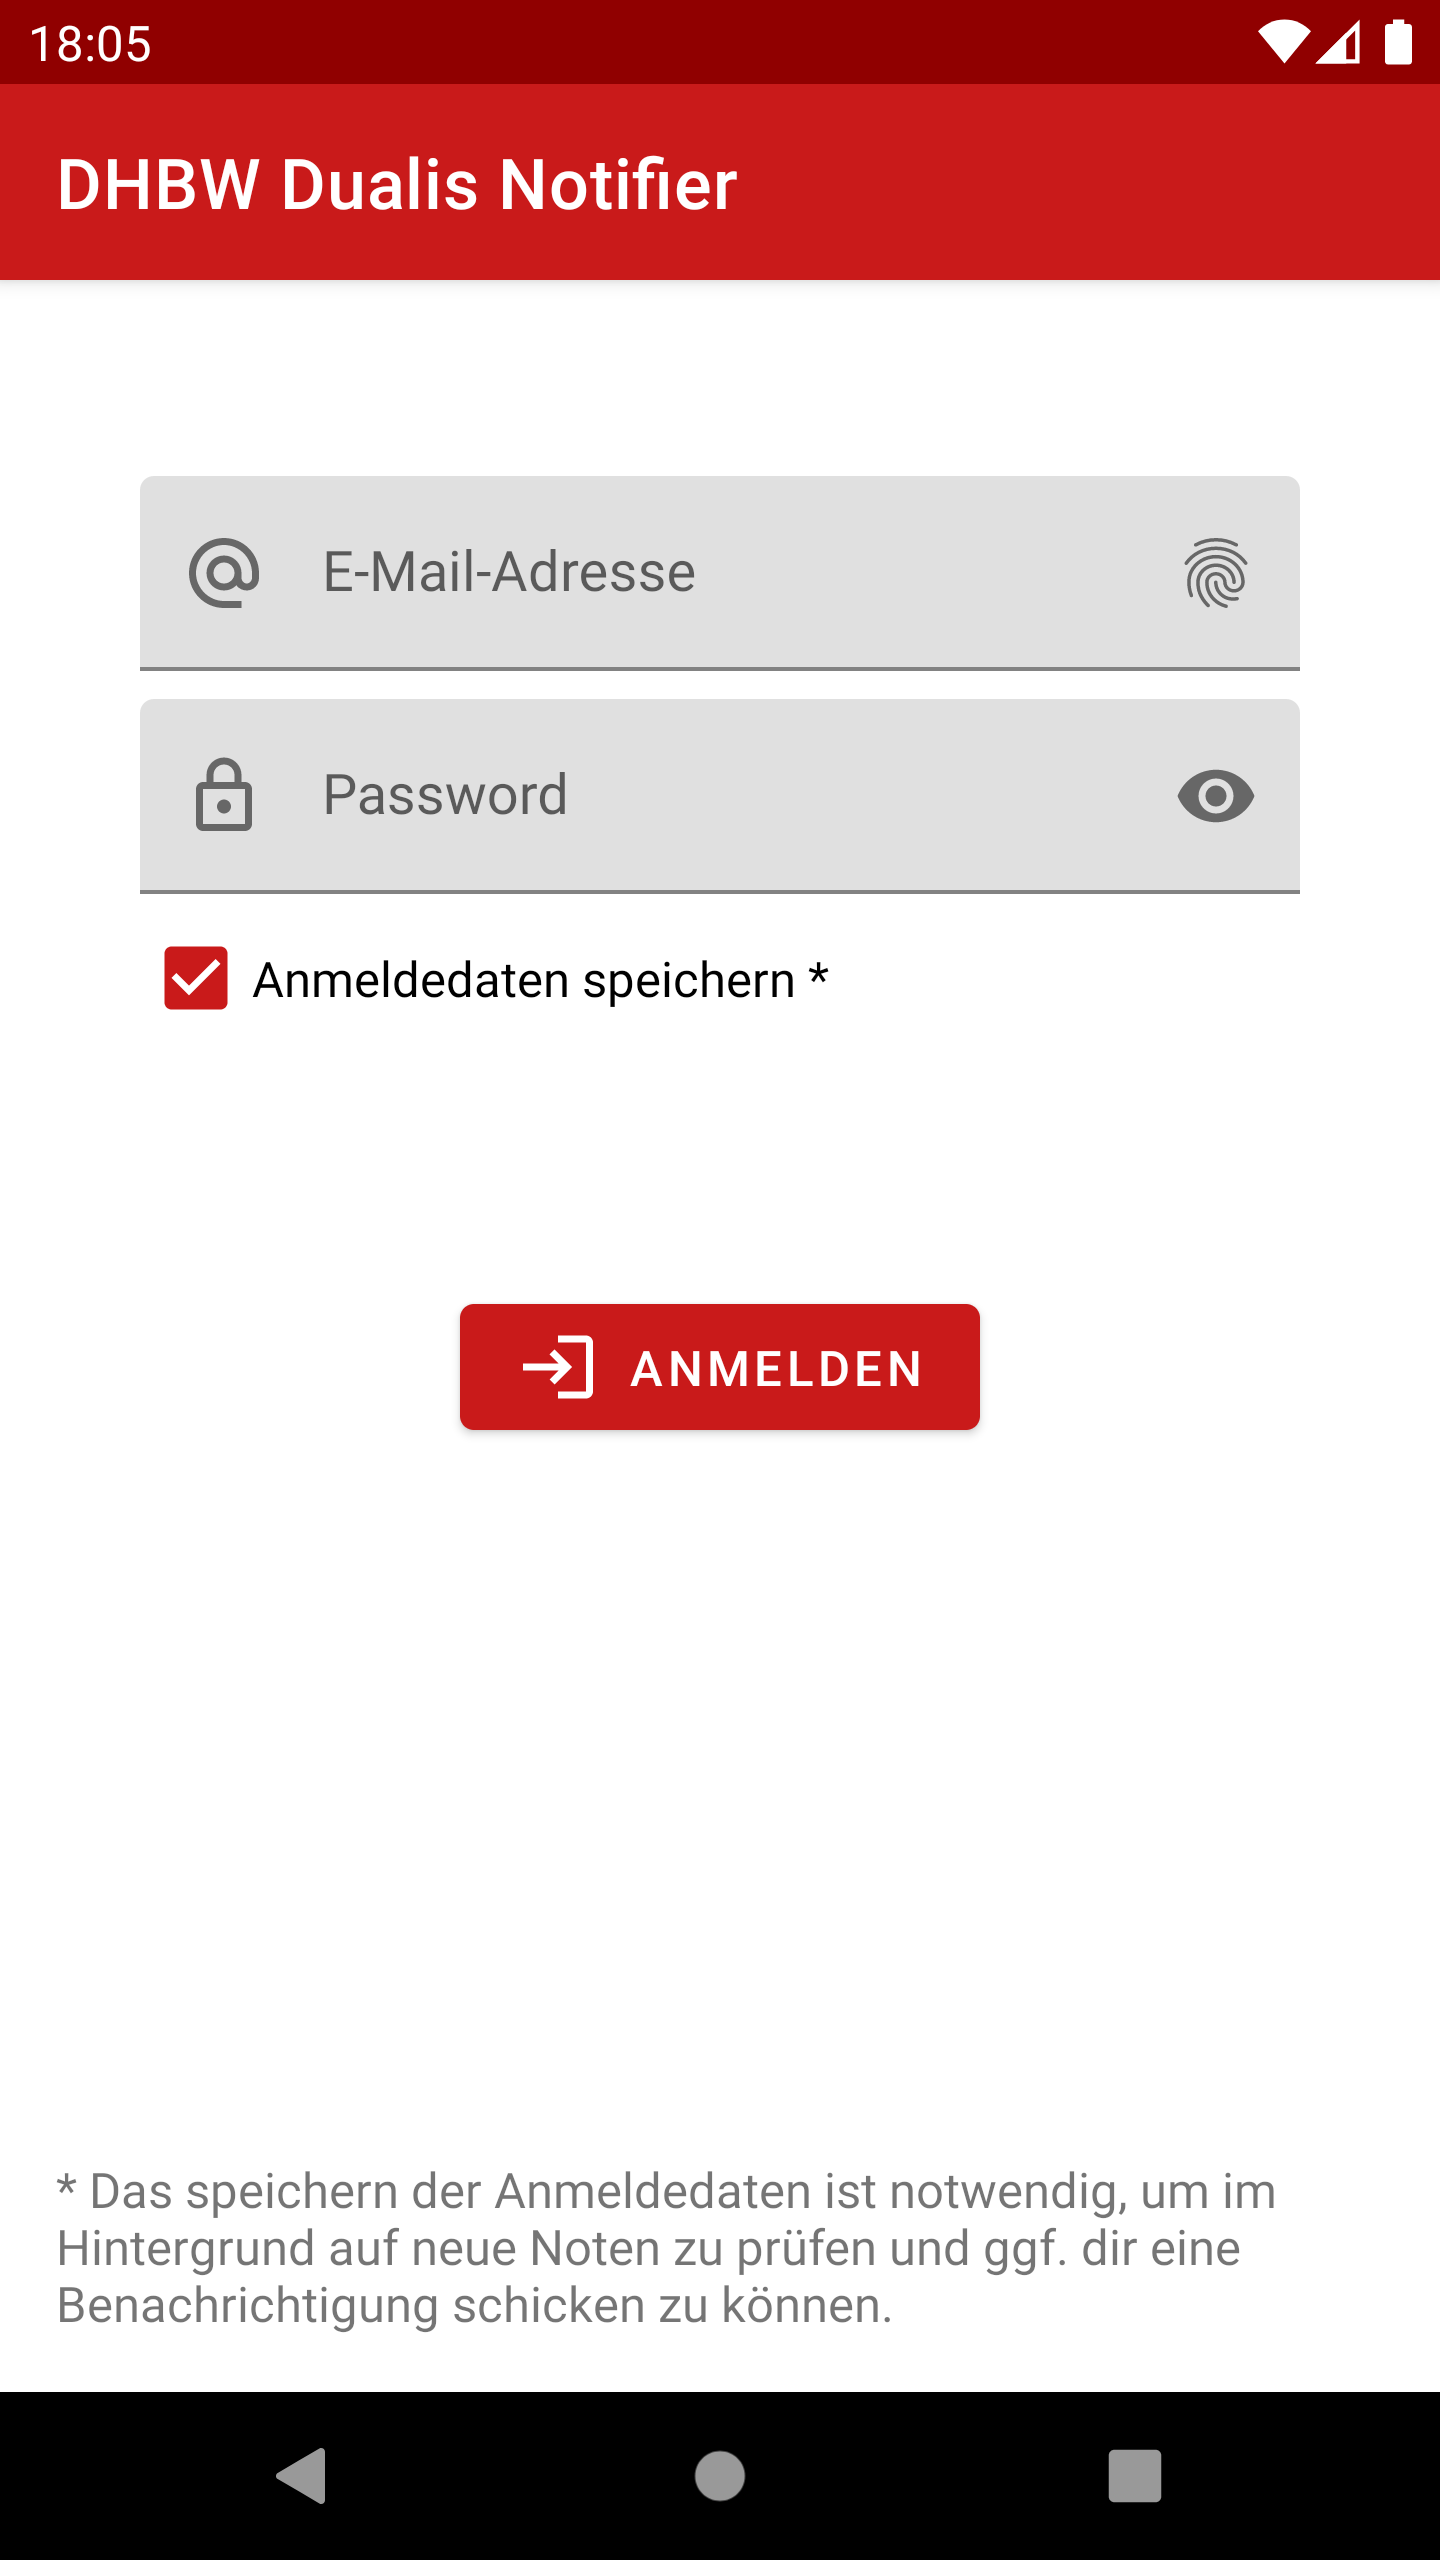 18:05
DHBW Dualis Notifier
E-Mail-Adresse
Password
Anmeldedaten speichern *
ANMELDEN
* Das speichern der Anmeldedaten ist notwendig, um im
Hintergrund auf neue Noten zu prüfen und ggf. dir eine
Benachrichtigung schicken zu können.